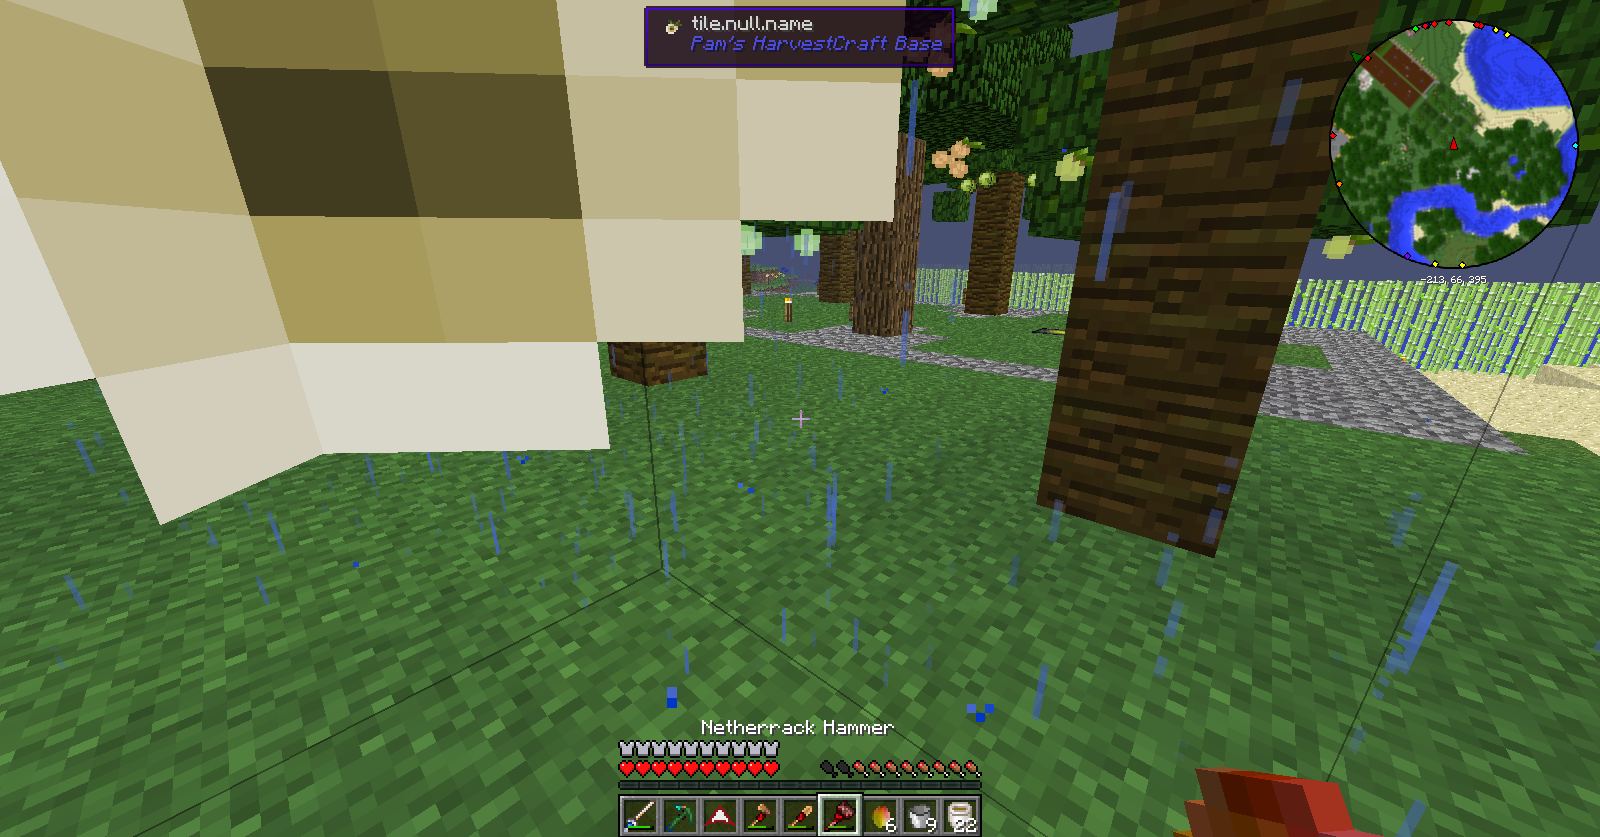 tile.null.name
Pam's HarvestCraft Base
-213, 66, 395
Netherrack Hammer
6
9
22